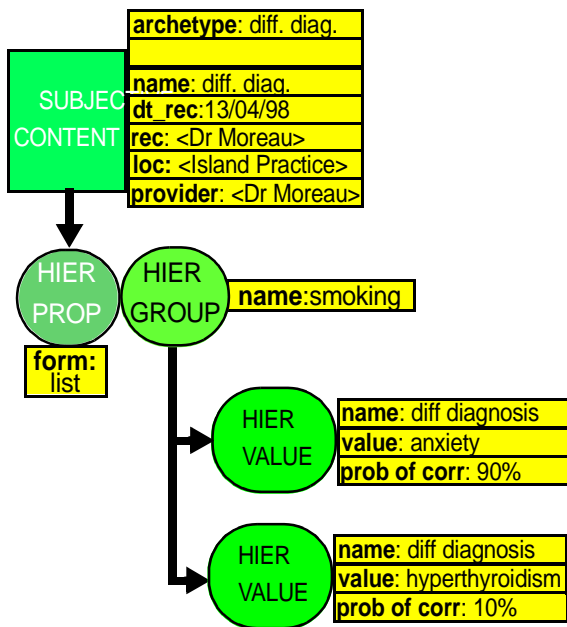 archetype: diff. diag.
SUBJEC
CONTENT
name: diff. diag.
dt_rec:13/04/98
rec: <Dr Moreau>
loc: <Island Practice>
provider: <Dr Moreau>
HIER
PROP
HIER
GROUP
name:smoking
form:
list
HIER
VALUE
name: diff diagnosis
value: anxiety
prob of corr: 90%
HIER
VALUE
name: diff diagnosis
value: hyperthyroidism
prob of corr: 10%